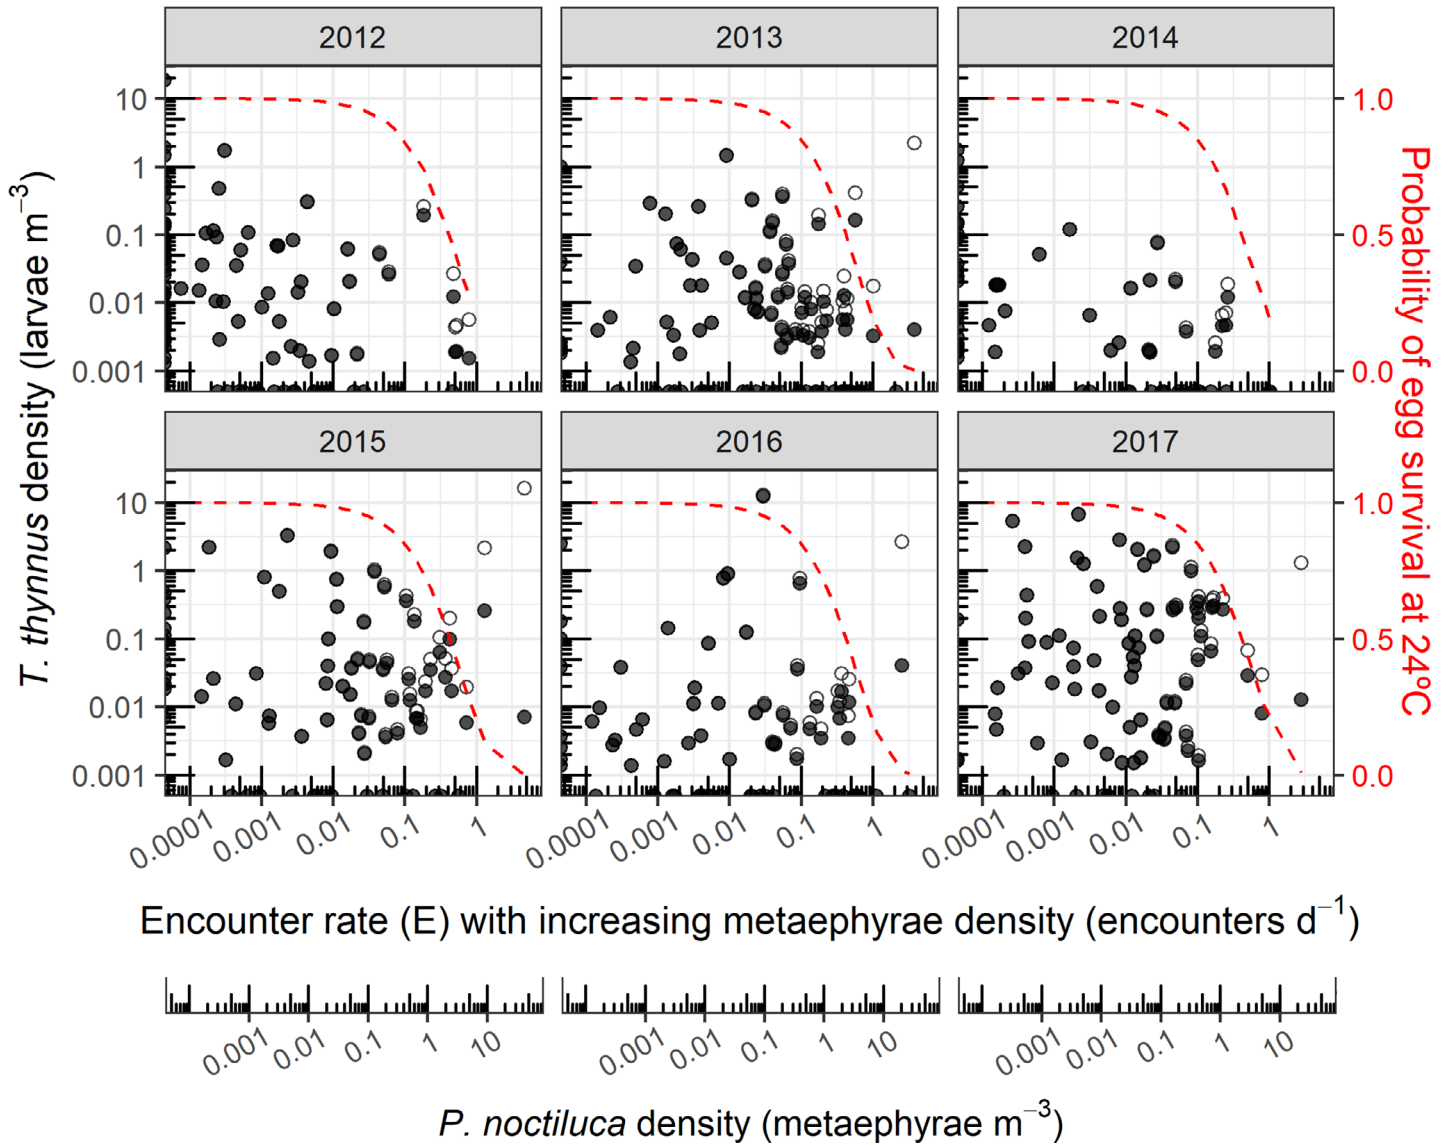 2012 2013 2014
10 1.0
1
0.1 0.5
0.01
0.001 0.0
2015 2016 2017
10 1.0
1
0.1 0.5
0.01
0.001 0.0
T. thynnus density (larvae m⁻³)
Probability of egg survival at 24ºC
0.0001 0.001 0.01 0.1 1 0.0001 0.001 0.01 0.1 1 0.0001 0.001 0.01 0.1 1
Encounter rate (E) with increasing metaephyrae density (encounters d⁻¹)
0.001 0.01 0.1 1 10 0.001 0.01 0.1 1 10 0.001 0.01 0.1 1 10
P. noctiluca density (metaephyrae m⁻³)